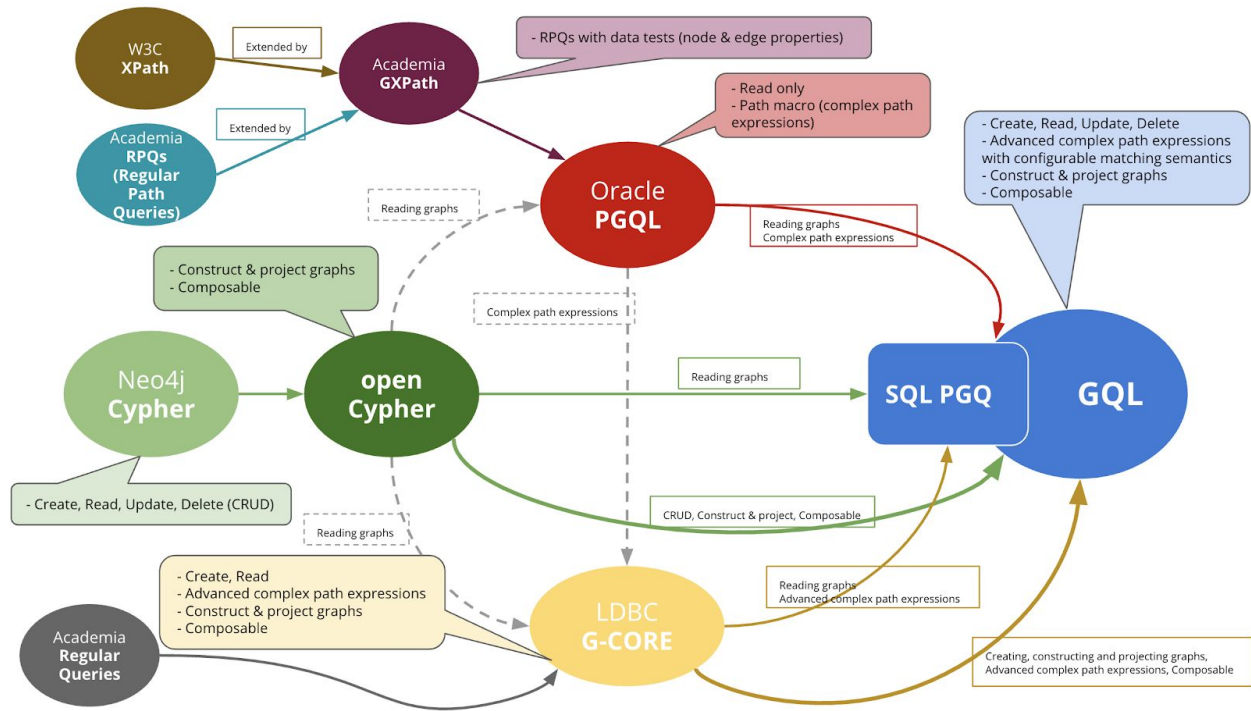 W3C
XPath
Extended by
Academia
GXPath
- RPQs with data tests (node & edge properties)
Academia
RPQs
(Regular
Path
Queries)
Extended by
- Read only
- Path macro (complex path
expressions)
- Create, Read, Update, Delete
- Advanced complex path expressions
with configurable matching semantics
- Construct & project graphs
- Composable
Reading graphs
Oracle
PGQL
Reading graphs
Complex path expressions
- Construct & project graphs
- Composable
Complex path expressions
Neo4j
Cypher
open
Cypher
Reading graphs
SQL PGQ
GQL
- Create, Read, Update, Delete (CRUD)
CRUD, Construct & project, Composable
Reading graphs
- Create, Read
- Advanced complex path expressions
- Construct & project graphs
- Composable
Reading graphs
Advanced complex path expressions
LDBC
G-CORE
Academia
Regular
Queries
Creating, constructing and projecting graphs,
Advanced complex path expressions, Composable